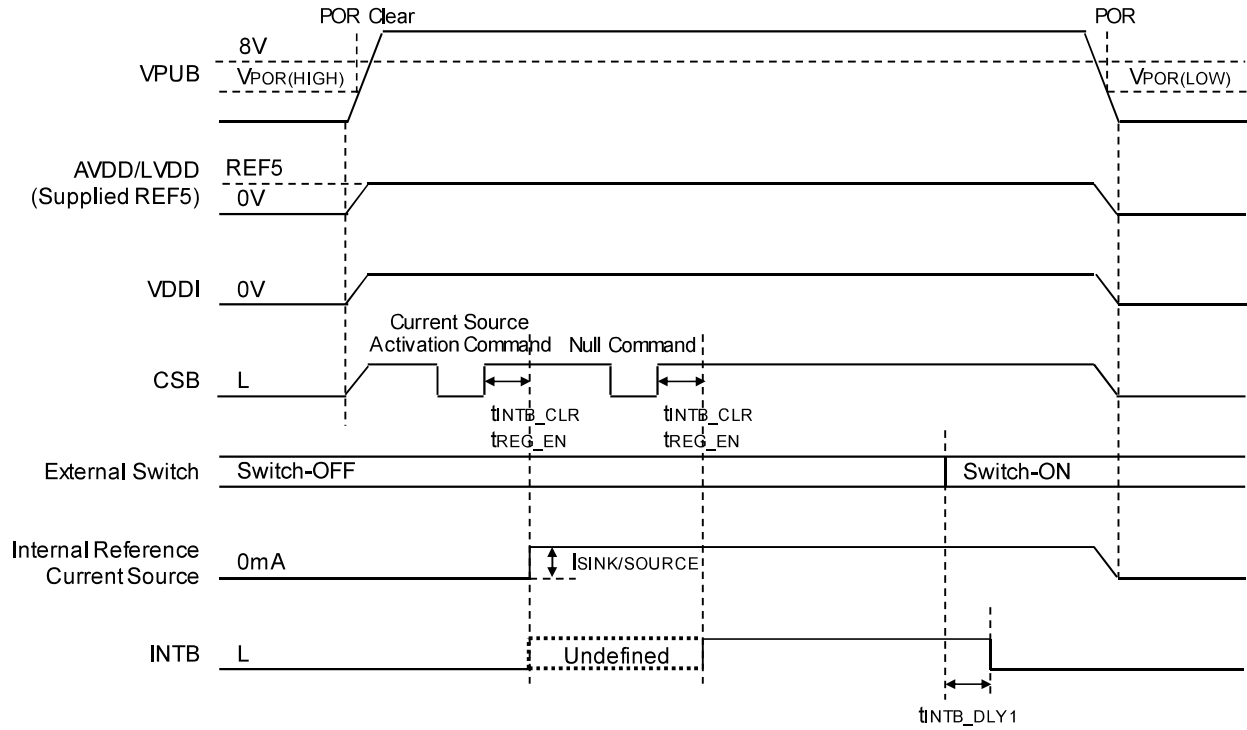 POR Clear
POR
8V
VPUB
VPOR(HIGH)
VPOR(LOW)
AVDD/LVDD
(Supplied REF5)
REF5
0V
VDDI
0V
Current Source
Activation Command
Null Command
CSB
L
tINTB_CLR
tREG_EN
tINTB_CLR
tREG_EN
External Switch
Switch-OFF
Switch-ON
Internal Reference
Current Source
0mA
ISINK/SOURCE
INTB
L
Undefined
tINTB_DLY1